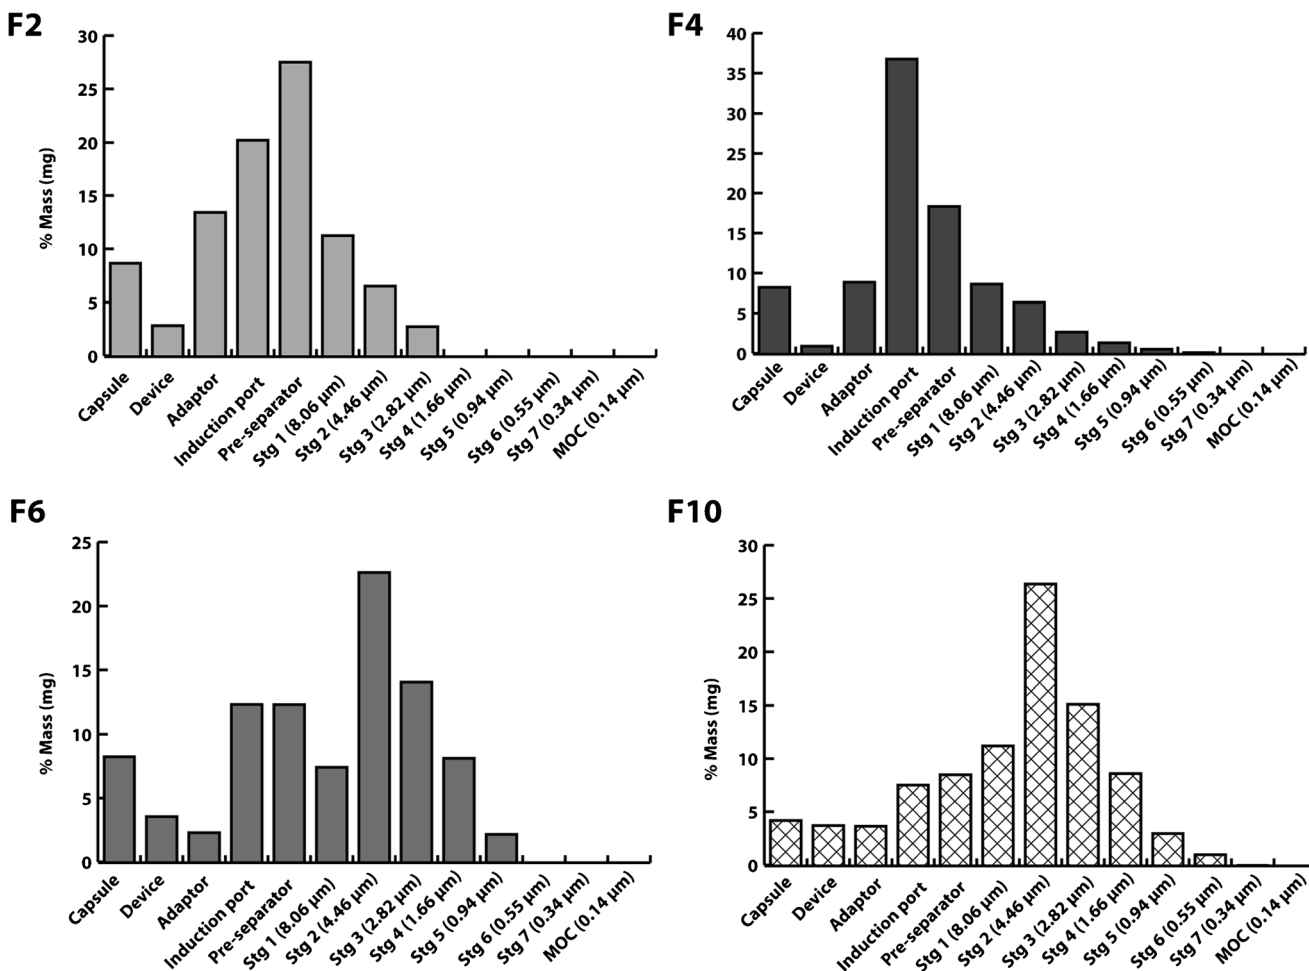 F2
% Mass (mg)
30
25
20
15
10
5
0
Capsule
Device
Adaptor
Induction port
Pre-separator
Stg 1 (8.06 µm)
Stg 2 (4.46 µm)
Stg 3 (2.82 µm)
Stg 4 (1.66 µm)
Stg 5 (0.94 µm)
Stg 6 (0.55 µm)
Stg 7 (0.34 µm)
MOC (0.14 µm)
F4
40
35
30
25
20
15
10
5
0
Capsule
Device
Adaptor
Induction port
Pre-separator
Stg 1 (8.06 µm)
Stg 2 (4.46 µm)
Stg 3 (2.82 µm)
Stg 4 (1.66 µm)
Stg 5 (0.94 µm)
Stg 6 (0.55 µm)
Stg 7 (0.34 µm)
MOC (0.14 µm)
F6
% Mass (mg)
25
20
15
10
5
0
Capsule
Device
Adaptor
Induction port
Pre-separator
Stg 1 (8.06 µm)
Stg 2 (4.46 µm)
Stg 3 (2.82 µm)
Stg 4 (1.66 µm)
Stg 5 (0.94 µm)
Stg 6 (0.55 µm)
Stg 7 (0.34 µm)
MOC (0.14 µm)
F10
% Mass (mg)
30
25
20
15
10
5
0
Capsule
Device
Adaptor
Induction port
Pre-separator
Stg 1 (8.06 µm)
Stg 2 (4.46 µm)
Stg 3 (2.82 µm)
Stg 4 (1.66 µm)
Stg 5 (0.94 µm)
Stg 6 (0.55 µm)
Stg 7 (0.34 µm)
MOC (0.14 µm)